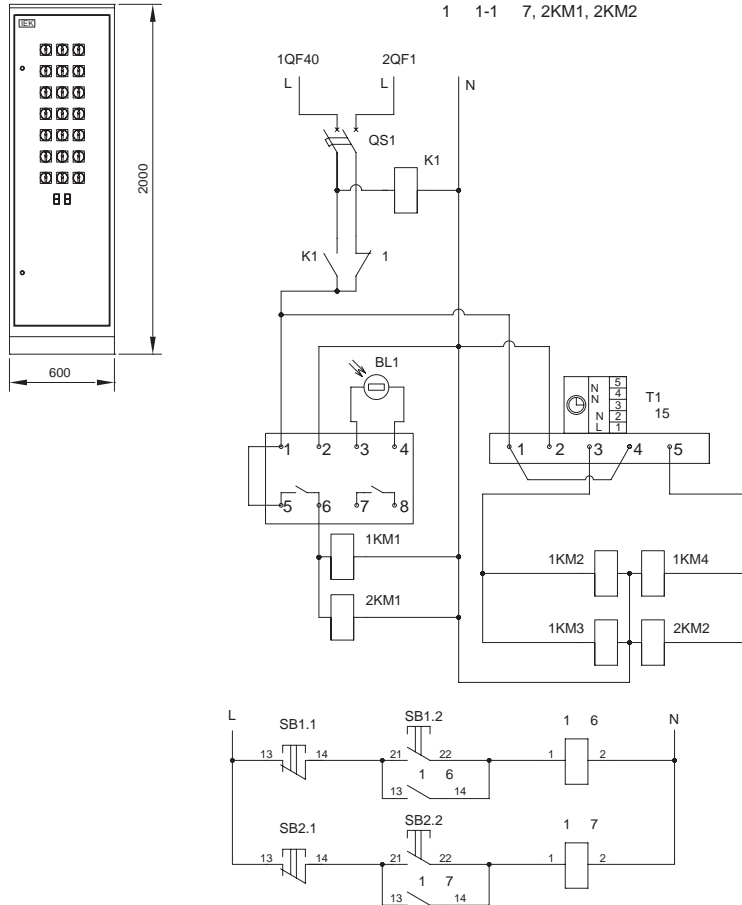 1 1-1 7, 2KM1, 2KM2
IEK
2000
600
1QF40 2QF1
L L N
QS1
K1
K1 1
BL1
5
N 4
N 3
N 2
L 1
T1
15
1 2 3 4
1 2 3 4 5
5 6 7 8
1KM1
2KM1
1KM2 1KM4
1KM3 2KM2
L SB1.1 SB1.2 1 6 N
13 14 21 22 1 2
1 6
13 14
SB2.1 SB2.2 1 7
13 14 21 22 1 2
1 7
13 14